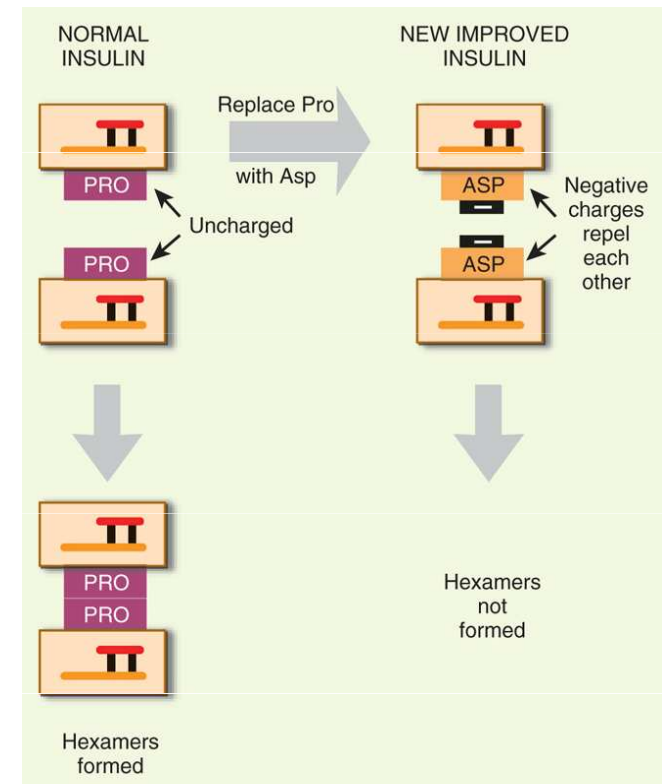 NORMAL
INSULIN
Replace Pro
with Asp
NEW IMPROVED
INSULIN
PRO
PRO
Uncharged
ASP
–
–
ASP
Negative
charges
repel
each
other
PRO
PRO
Hexamers
formed
Hexamers
not
formed